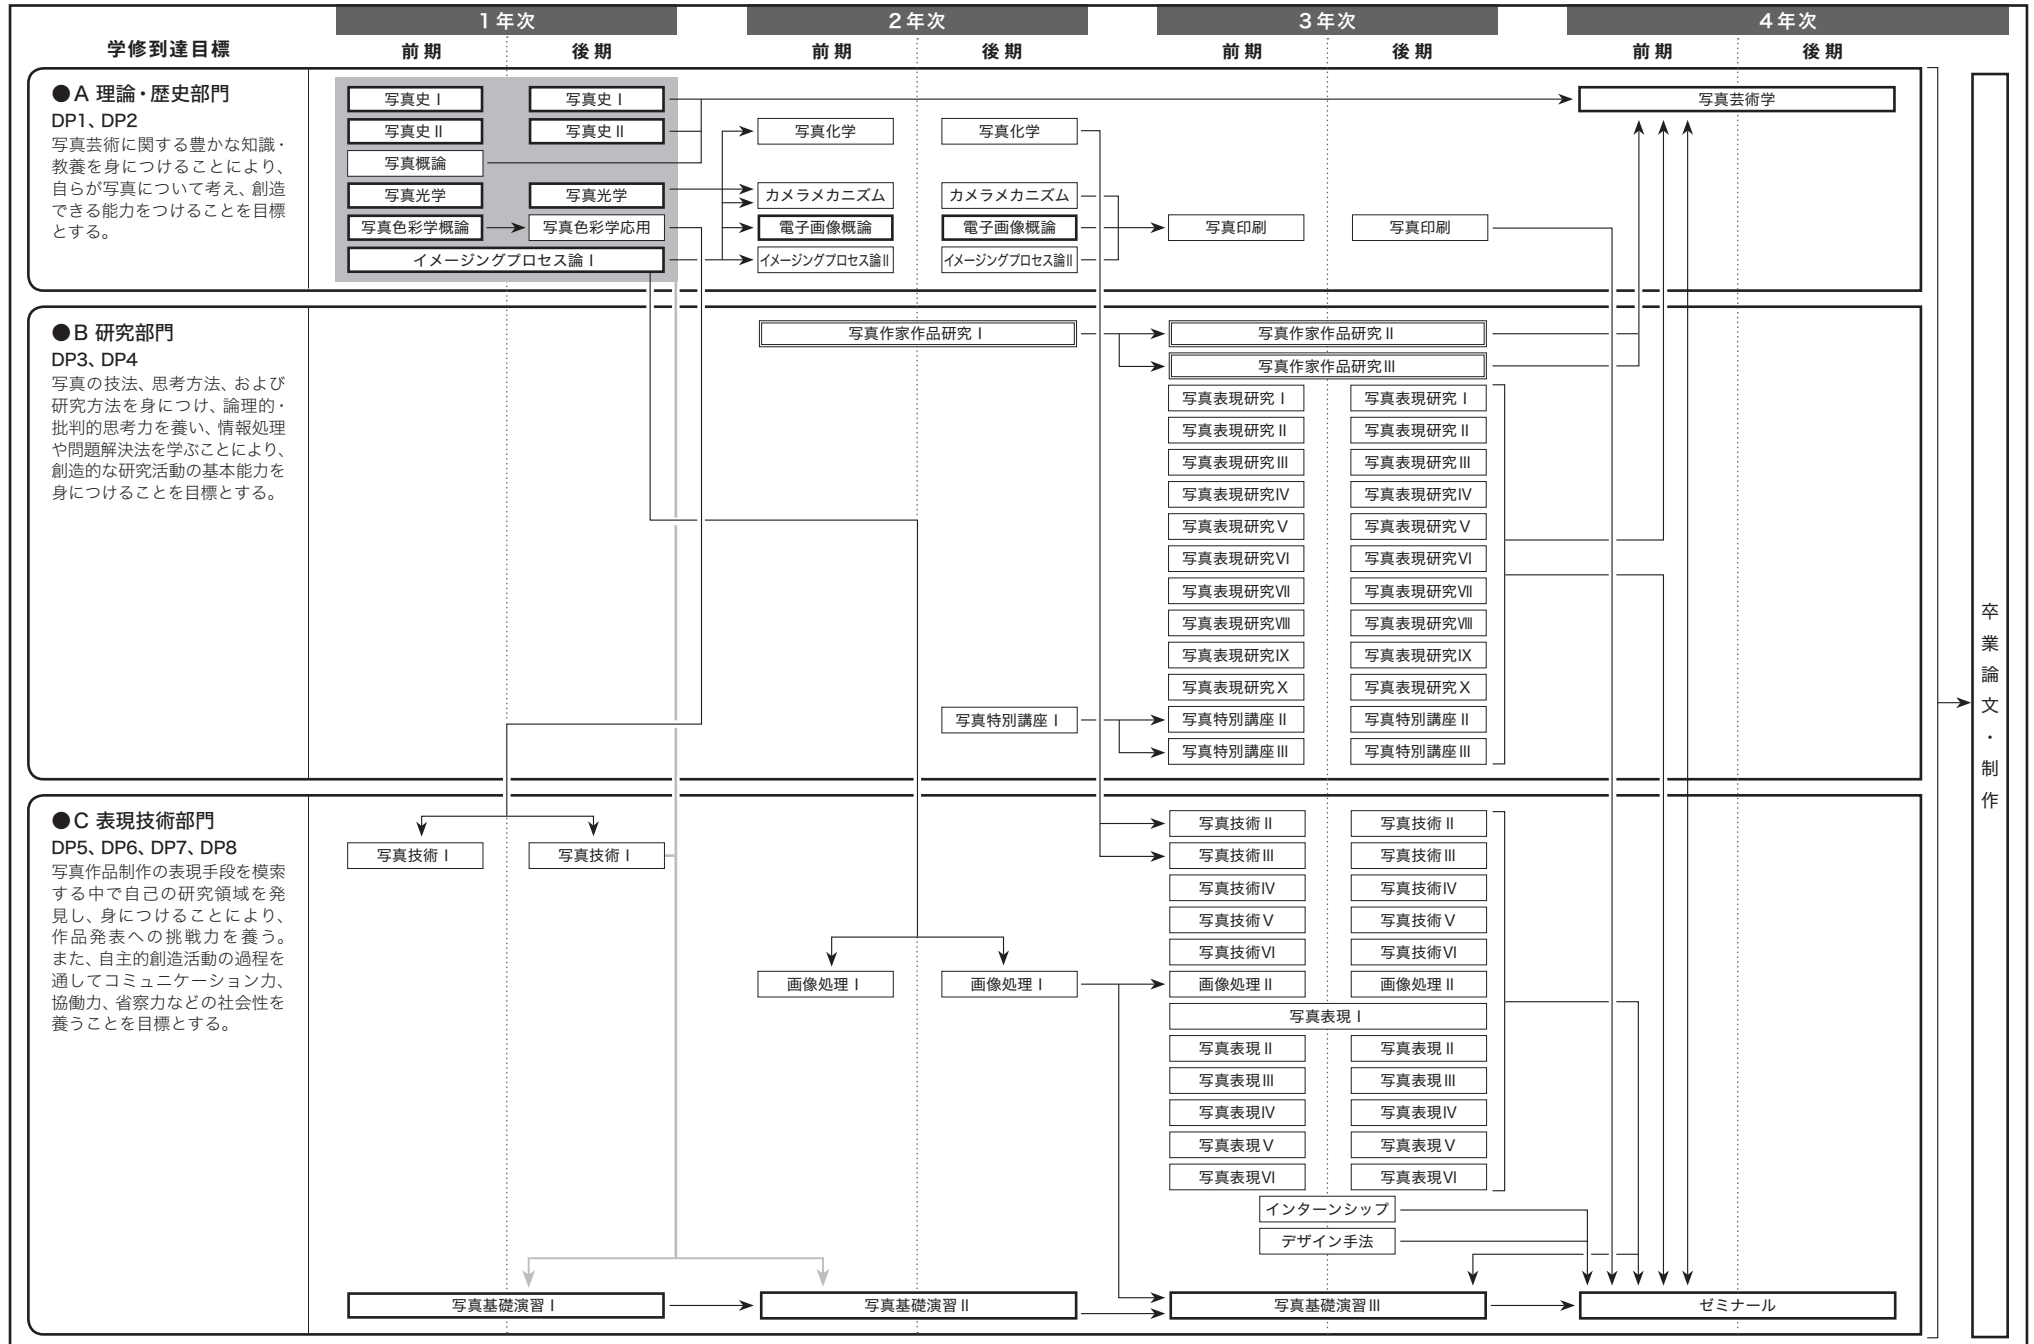 1年次
2年次
3年次
4年次
学修到達目標
前期
後期
前期
後期
前期
後期
前期
後期
●A 理論・歴史部門
DP1、DP2
写真芸術に関する豊かな知識・
教養を身につけることにより、
自らが写真について考え、創造
できる能力をつけることを目標
とする。
写真史Ⅰ
写真史Ⅰ
写真芸術学
写真史Ⅱ
写真史Ⅱ
写真化学
写真化学
写真概論
写真光学
写真光学
カメラメカニズム
カメラメカニズム
写真色彩学概論
写真色彩学応用
電子画像概論
電子画像概論
写真印刷
写真印刷
イメージングプロセス論Ⅰ
イメージングプロセス論Ⅱ
イメージングプロセス論Ⅱ
●B 研究部門
DP3、DP4
写真の技法、思考方法、および
研究方法を身につけ、論理的・
批判的思考力を養い、情報処理
や問題解決法を学ぶことにより、
創造的な研究活動の基本能力を
身につけることを目標とする。
写真作家作品研究Ⅰ
写真作家作品研究Ⅱ
写真作家作品研究Ⅲ
写真表現研究Ⅰ
写真表現研究Ⅰ
写真表現研究Ⅱ
写真表現研究Ⅱ
写真表現研究Ⅲ
写真表現研究Ⅲ
写真表現研究Ⅳ
写真表現研究Ⅳ
写真表現研究Ⅴ
写真表現研究Ⅴ
写真表現研究Ⅵ
写真表現研究Ⅵ
写真表現研究Ⅶ
写真表現研究Ⅶ
写真表現研究Ⅷ
写真表現研究Ⅷ
写真表現研究Ⅸ
写真表現研究Ⅸ
写真表現研究Ⅹ
写真表現研究Ⅹ
写真特別講座Ⅰ
写真特別講座Ⅱ
写真特別講座Ⅱ
写真特別講座Ⅲ
写真特別講座Ⅲ
●C 表現技術部門
DP5、DP6、DP7、DP8
写真作品制作の表現手段を模索
する中で自己の研究領域を発
見し、身につけることにより、
作品発表への挑戦力を養う。
また、自主的創造活動の過程を
通してコミュニケーション力、
協働力、省察力などの社会性を
養うことを目標とする。
写真技術Ⅰ
写真技術Ⅰ
写真技術Ⅱ
写真技術Ⅱ
写真技術Ⅲ
写真技術Ⅲ
写真技術Ⅳ
写真技術Ⅳ
写真技術Ⅴ
写真技術Ⅴ
写真技術Ⅵ
写真技術Ⅵ
画像処理Ⅰ
画像処理Ⅰ
画像処理Ⅱ
画像処理Ⅱ
写真表現Ⅰ
写真表現Ⅱ
写真表現Ⅱ
写真表現Ⅲ
写真表現Ⅲ
写真表現Ⅳ
写真表現Ⅳ
写真表現Ⅴ
写真表現Ⅴ
写真表現Ⅵ
写真表現Ⅵ
インターンシップ
デザイン手法
写真基礎演習Ⅰ
写真基礎演習Ⅱ
写真基礎演習Ⅲ
ゼミナール
卒業論文・制作